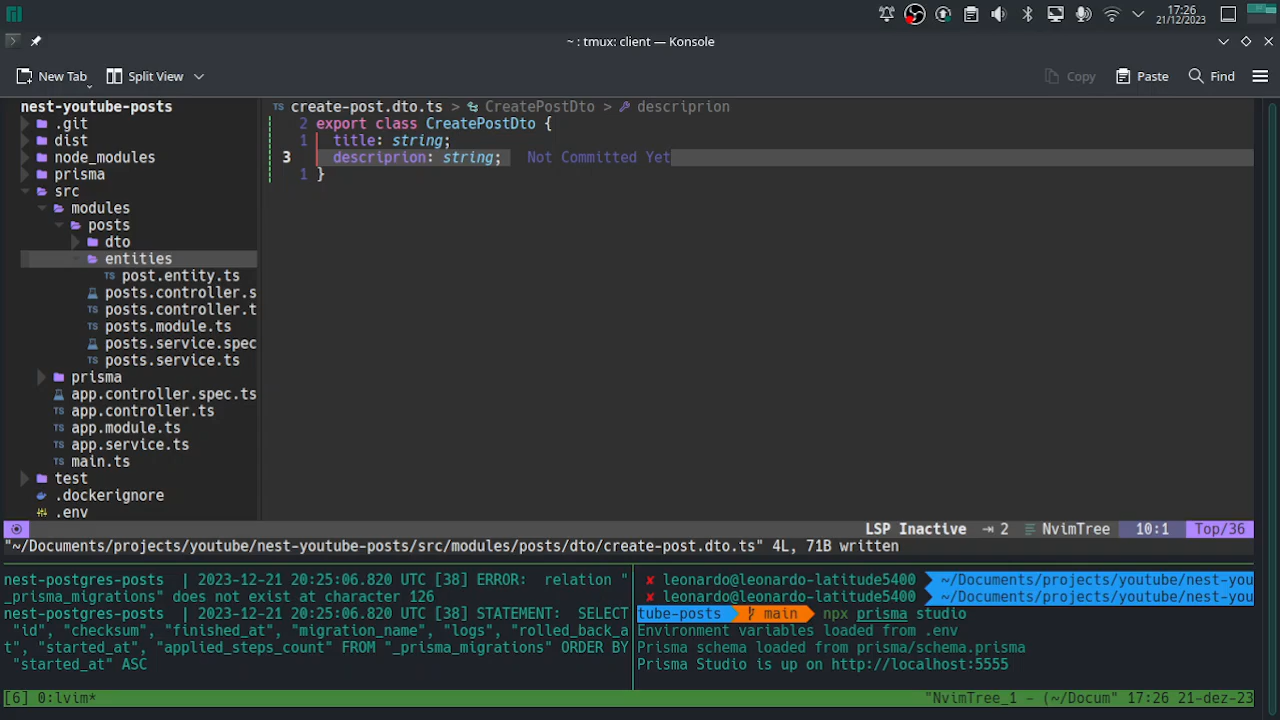 17:26
21/12/2023
~ : tmux: client — Konsole
New Tab
Split View
Copy
Paste
Find
nest-youtube-posts
.git
dist
node_modules
prisma
src
modules
posts
dto
entities
TS post.entity.ts
posts.controller.s
TS posts.controller.t
TS posts.module.ts
posts.service.spec
TS posts.service.ts
prisma
app.controller.spec.ts
TS app.controller.ts
TS app.module.ts
TS app.service.ts
TS main.ts
test
.dockerignore
.env
TS create-post.dto.ts > CreatePostDto > descriprion
2 export class CreatePostDto {
1 title: string;
3 descriprion: string; Not Committed Yet
1 }
LSP Inactive ⇥ 2 NvimTree 10:1 Top/36
"~/Documents/projects/youtube/nest-youtube-posts/src/modules/posts/dto/create-post.dto.ts" 4L, 71B written
nest-postgres-posts | 2023-12-21 20:25:06.820 UTC [38] ERROR: relation "
_prisma_migrations" does not exist at character 126
nest-postgres-posts | 2023-12-21 20:25:06.820 UTC [38] STATEMENT: SELECT
"id", "checksum", "finished_at", "migration_name", "logs", "rolled_back_a
t", "started_at", "applied_steps_count" FROM "_prisma_migrations" ORDER BY
"started_at" ASC
✘ leonardo@leonardo-latitude5400 ~/Documents/projects/youtube/nest-you
✘ leonardo@leonardo-latitude5400 ~/Documents/projects/youtube/nest-you
tube-posts main npx prisma studio
Environment variables loaded from .env
Prisma schema loaded from prisma/schema.prisma
Prisma Studio is up on http://localhost:5555
[6] 0:lvim*
"NvimTree_1 - (~/Docum" 17:26 21-dez-23